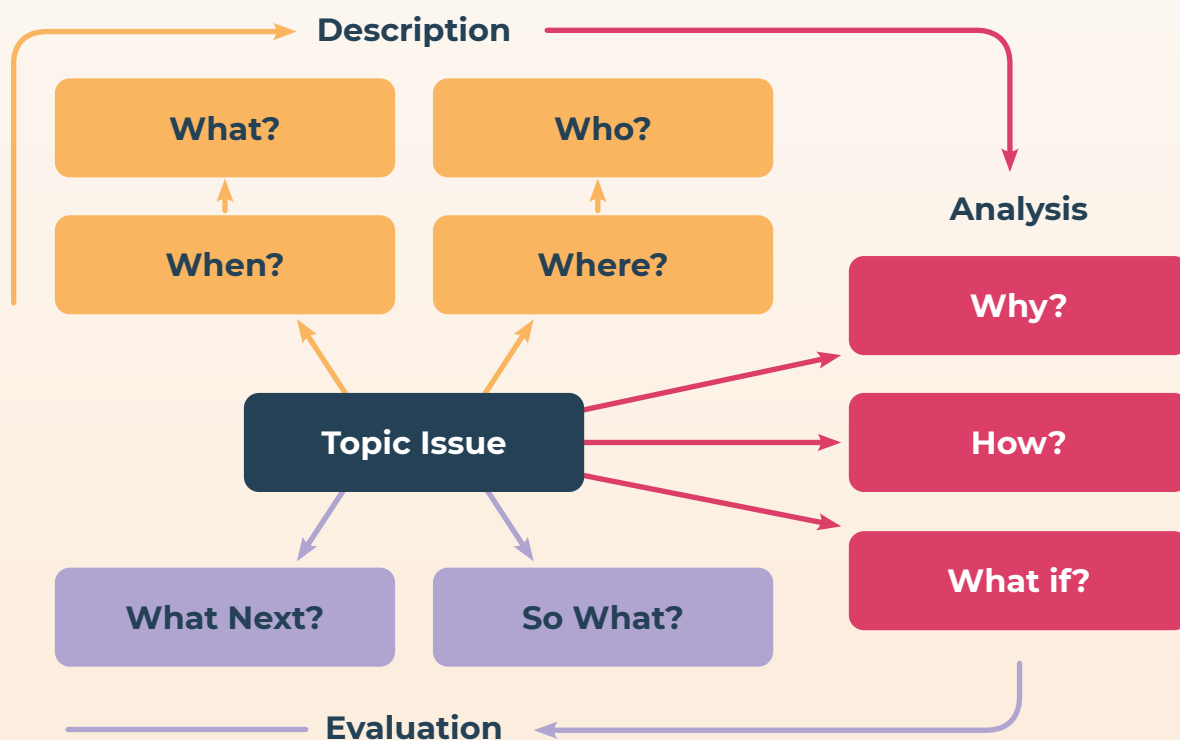 Description
What?
Who?
When?
Where?
Analysis
Why?
How?
What if?
Topic Issue
What Next?
So What?
Evaluation